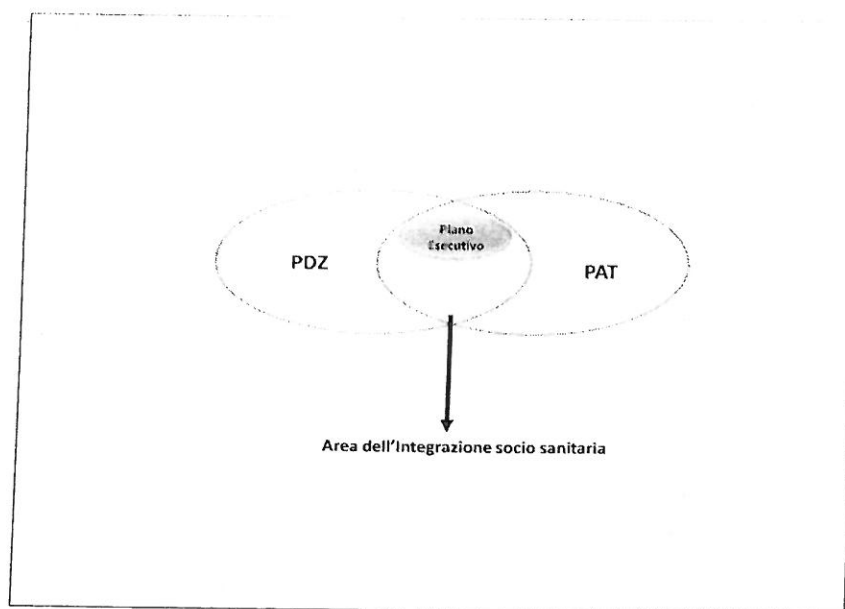 Piano
Esecutivo
PDZ
PAT
Area dell'Integrazione socio sanitaria